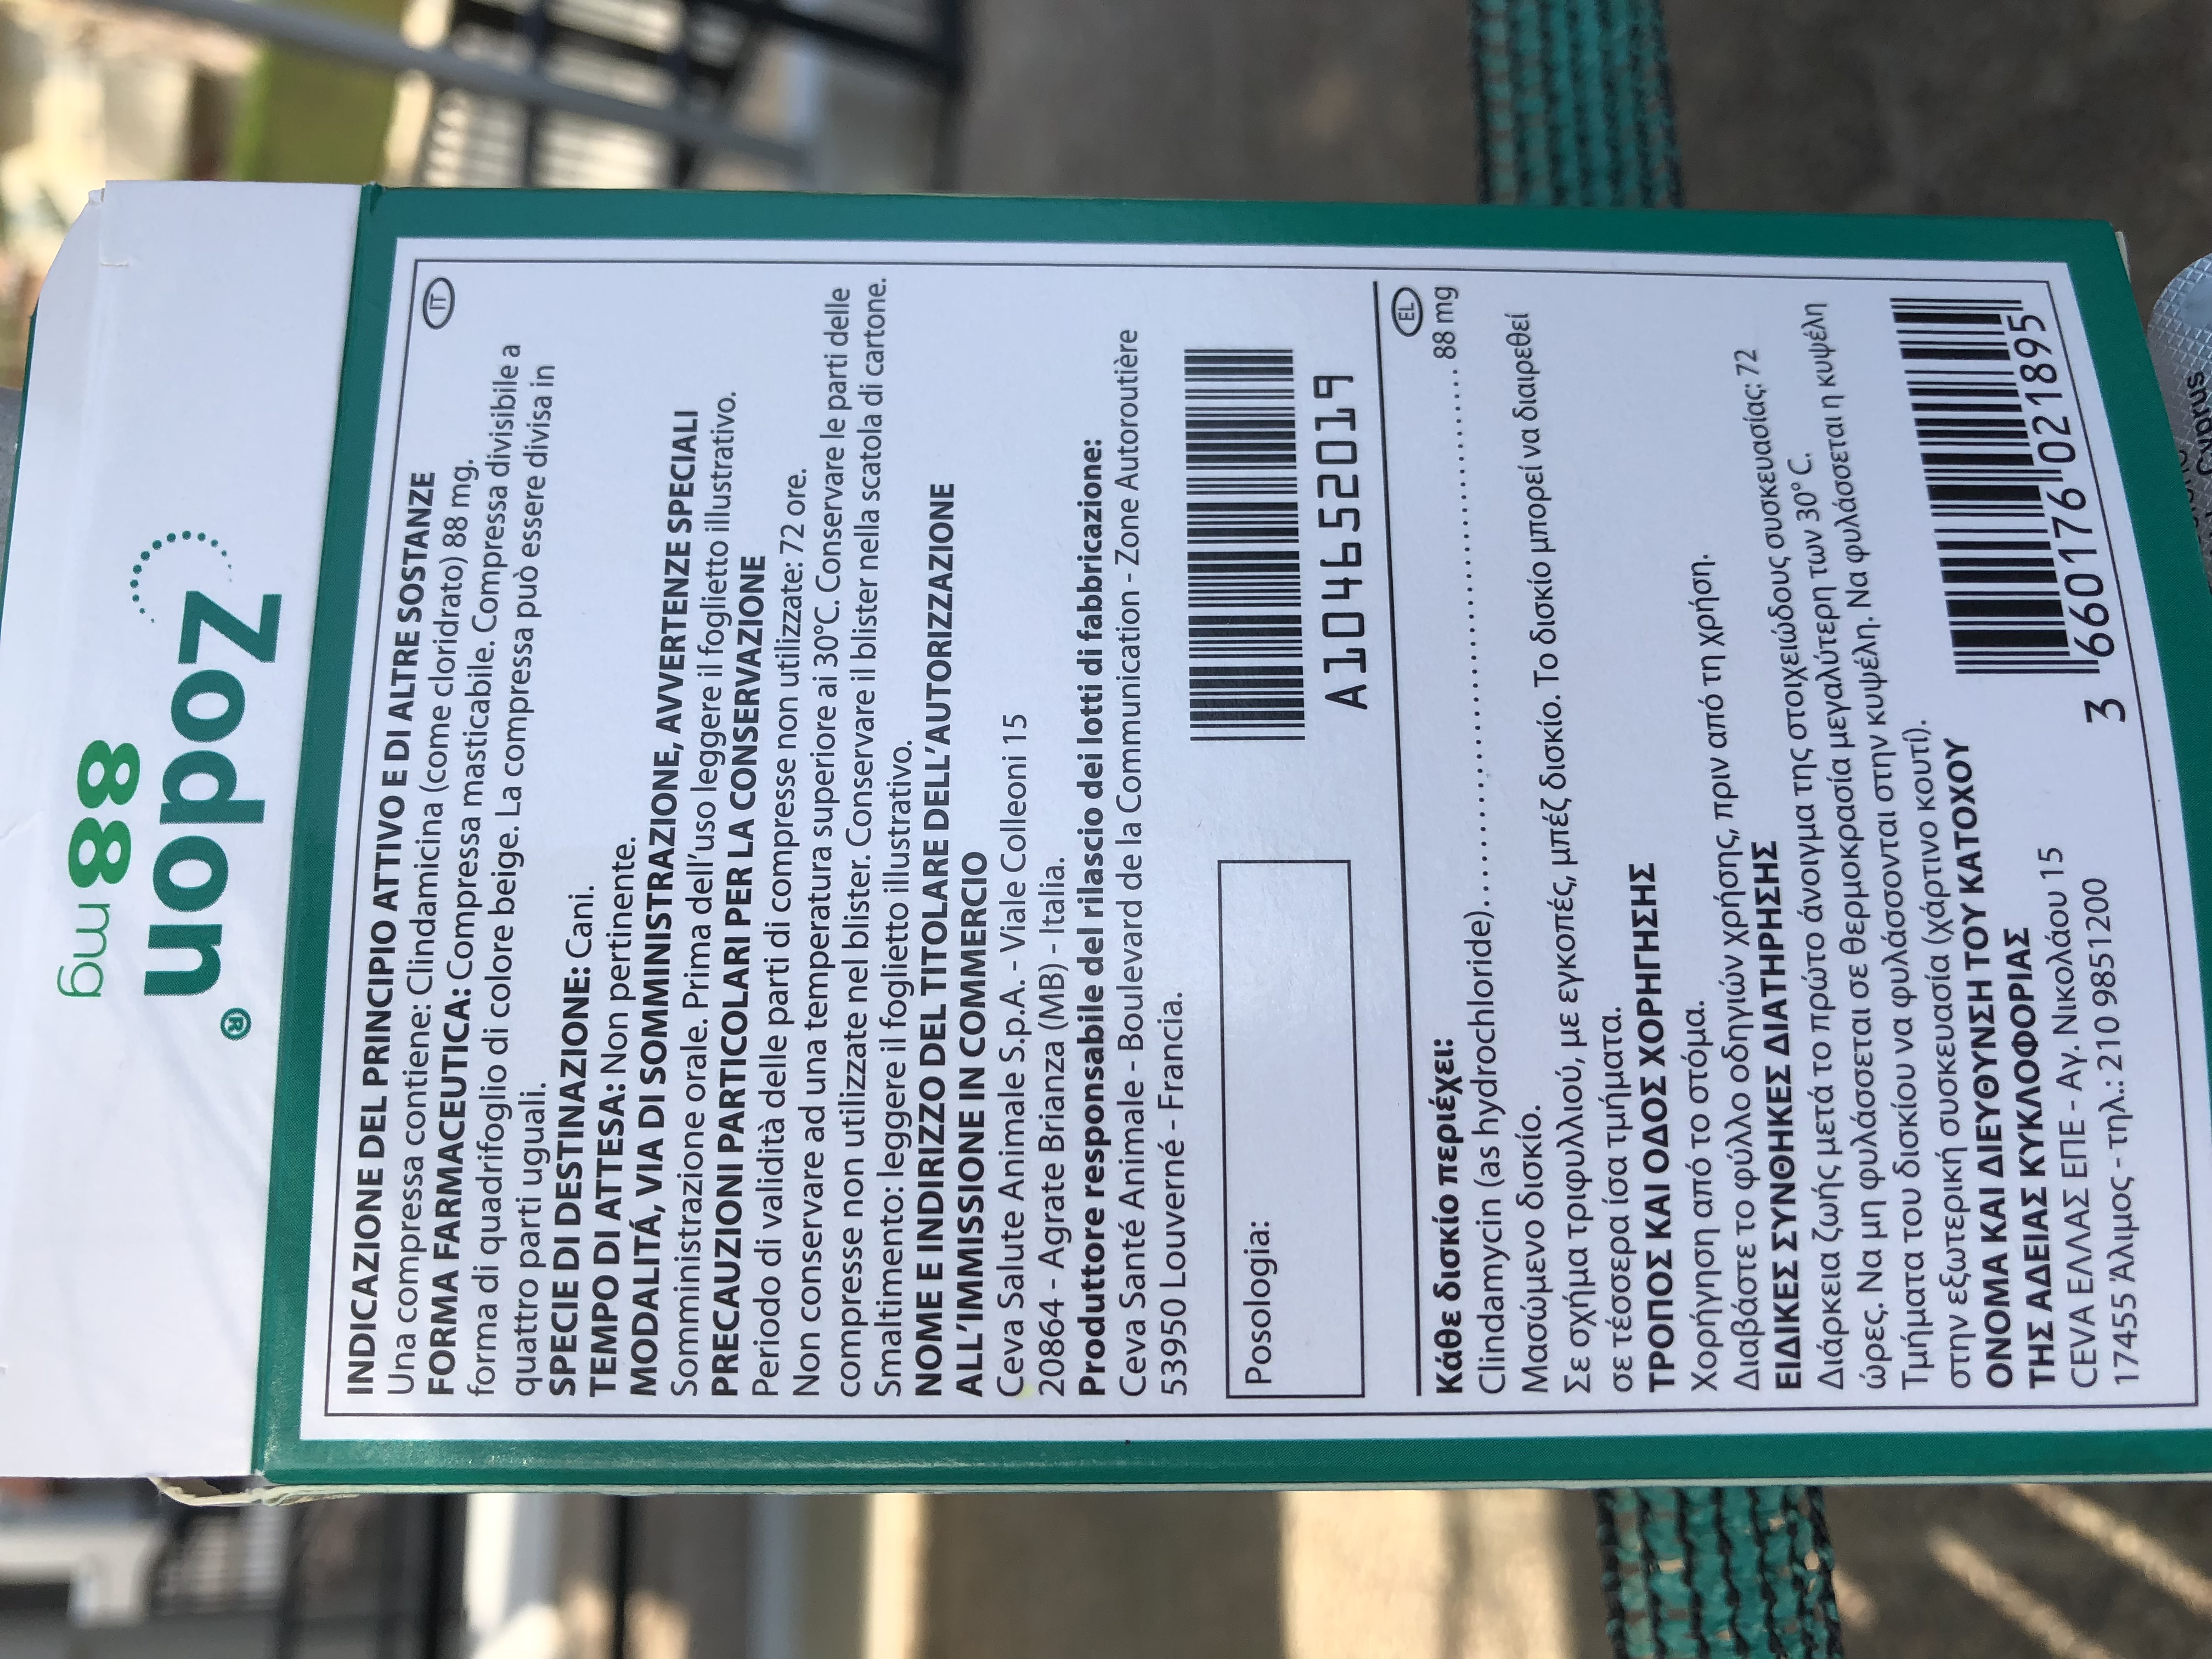 Zodon®
88 mg
IT
INDICAZIONE DEL PRINCIPIO ATTIVO E DI ALTRE SOSTANZE
Una compressa contiene: Clindamicina (come cloridrato) 88 mg.
FORMA FARMACEUTICA: Compressa masticabile. Compressa divisibile a
forma di quadrifoglio di colore beige. La compressa può essere divisa in
quattro parti uguali.
SPECIE DI DESTINAZIONE: Cani.
TEMPO DI ATTESA: Non pertinente.
MODALITÁ, VIA DI SOMMINISTRAZIONE, AVVERTENZE SPECIALI
Somministrazione orale. Prima dell'uso leggere il foglietto illustrativo.
PRECAUZIONI PARTICOLARI PER LA CONSERVAZIONE
Periodo di validità delle parti di compresse non utilizzate: 72 ore.
Non conservare ad una temperatura superiore ai 30°C. Conservare le parti delle
compresse non utilizzate nel blister. Conservare il blister nella scatola di cartone.
Smaltimento: leggere il foglietto illustrativo.
NOME E INDIRIZZO DEL TITOLARE DELL'AUTORIZZAZIONE
ALL'IMMISSIONE IN COMMERCIO
Ceva Salute Animale S.p.A. - Viale Colleoni 15
20864 - Agrate Brianza (MB) - Italia.
Produttore responsabile del rilascio dei lotti di fabbricazione:
Ceva Santé Animale - Boulevard de la Communication - Zone Autoroutière
53950 Louverné - Francia.
Posologia:
A104652019
EL
Κάθε δισκίο περιέχει:
Clindamycin (as hydrochloride)........................................................ 88 mg
Μασώμενο δισκίο.
Σε σχήμα τριφυλλιού, με εγκοπές, μπέζ δισκίο. Το δισκίο μπορεί να διαιρεθεί
σε τέσσερα ίσα τμήματα.
ΤΡΟΠΟΣ ΚΑΙ ΟΔΟΣ ΧΟΡΗΓΗΣΗΣ
Χορήγηση από το στόμα.
Διαβάστε το φύλλο οδηγιών χρήσης, πριν από τη χρήση.
ΕΙΔΙΚΕΣ ΣΥΝΘΗΚΕΣ ΔΙΑΤΗΡΗΣΗΣ
Διάρκεια ζωής μετά το πρώτο άνοιγμα της στοιχειώδους συσκευασίας: 72
ώρες. Να μη φυλάσσεται σε θερμοκρασία μεγαλύτερη των 30° C.
Τμήματα του δισκίου να φυλάσσονται στην κυψέλη. Να φυλάσσεται η κυψέλη
στην εξωτερική συσκευασία (χάρτινο κουτί).
ΟΝΟΜΑ ΚΑΙ ΔΙΕΥΘΥΝΣΗ ΤΟΥ ΚΑΤΟΧΟΥ
ΤΗΣ ΑΔΕΙΑΣ ΚΥΚΛΟΦΟΡΙΑΣ
CEVA ΕΛΛΑΣ ΕΠΕ - Αγ. Νικολάου 15
17455 Άλιμος - τηλ.: 210 9851200
3 660176 021895
Cyprus